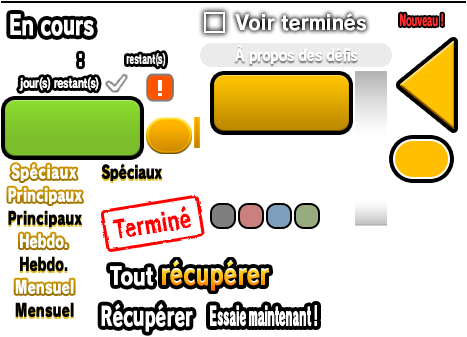 En cours
Voir terminés
Nouveau !
8
restant(s)
À propos des défis
jour(s) restant(s)
!
Spéciaux
Spéciaux
Principaux
Principaux
Terminé
Hebdo.
Hebdo.
Tout récupérer
Mensuel
Mensuel
Récupérer
Essaie maintenant !